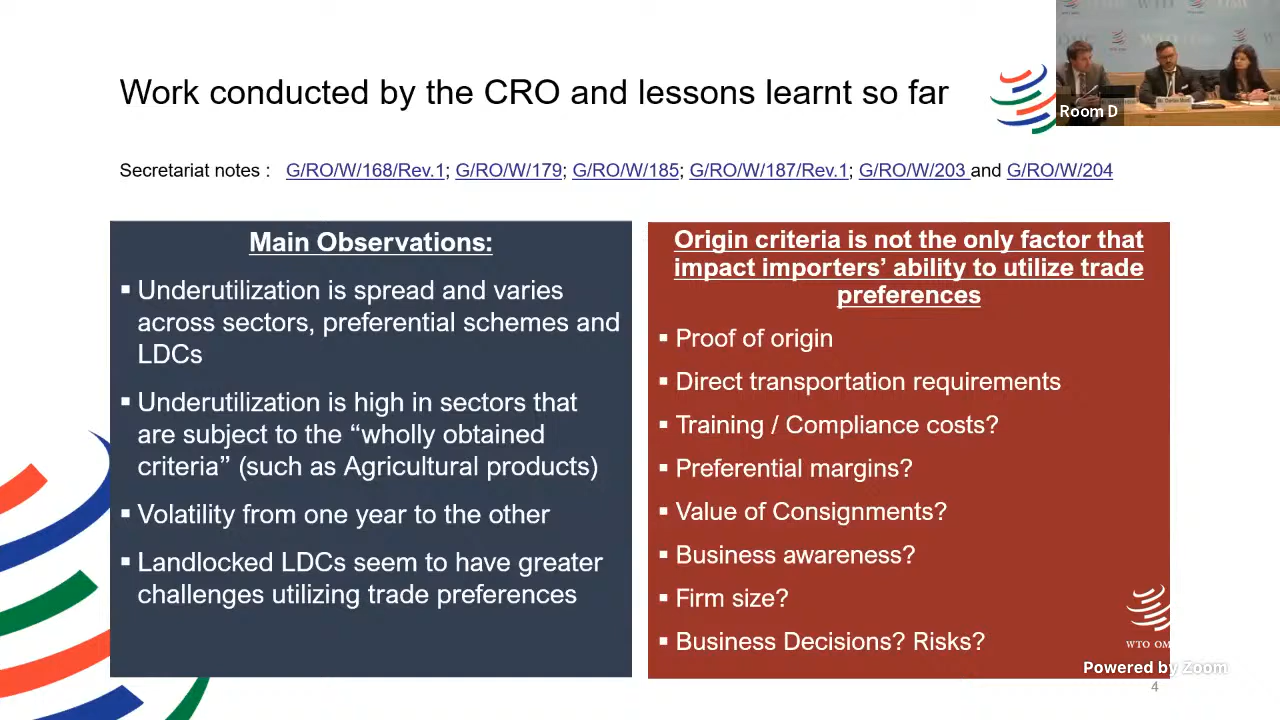 Work conducted by the CRO and lessons learnt so far
Room D
Secretariat notes : G/RO/W/168/Rev.1; G/RO/W/179; G/RO/W/185; G/RO/W/187/Rev.1; G/RO/W/203 and G/RO/W/204
Main Observations:
▪ Underutilization is spread and varies
across sectors, preferential schemes and
LDCs
▪ Underutilization is high in sectors that
are subject to the “wholly obtained
criteria” (such as Agricultural products)
▪ Volatility from one year to the other
▪ Landlocked LDCs seem to have greater
challenges utilizing trade preferences
Origin criteria is not the only factor that
impact importers’ ability to utilize trade
preferences
▪ Proof of origin
▪ Direct transportation requirements
▪ Training / Compliance costs?
▪ Preferential margins?
▪ Value of Consignments?
▪ Business awareness?
▪ Firm size?
▪ Business Decisions? Risks?
WTO OM
Powered by Zoom
4